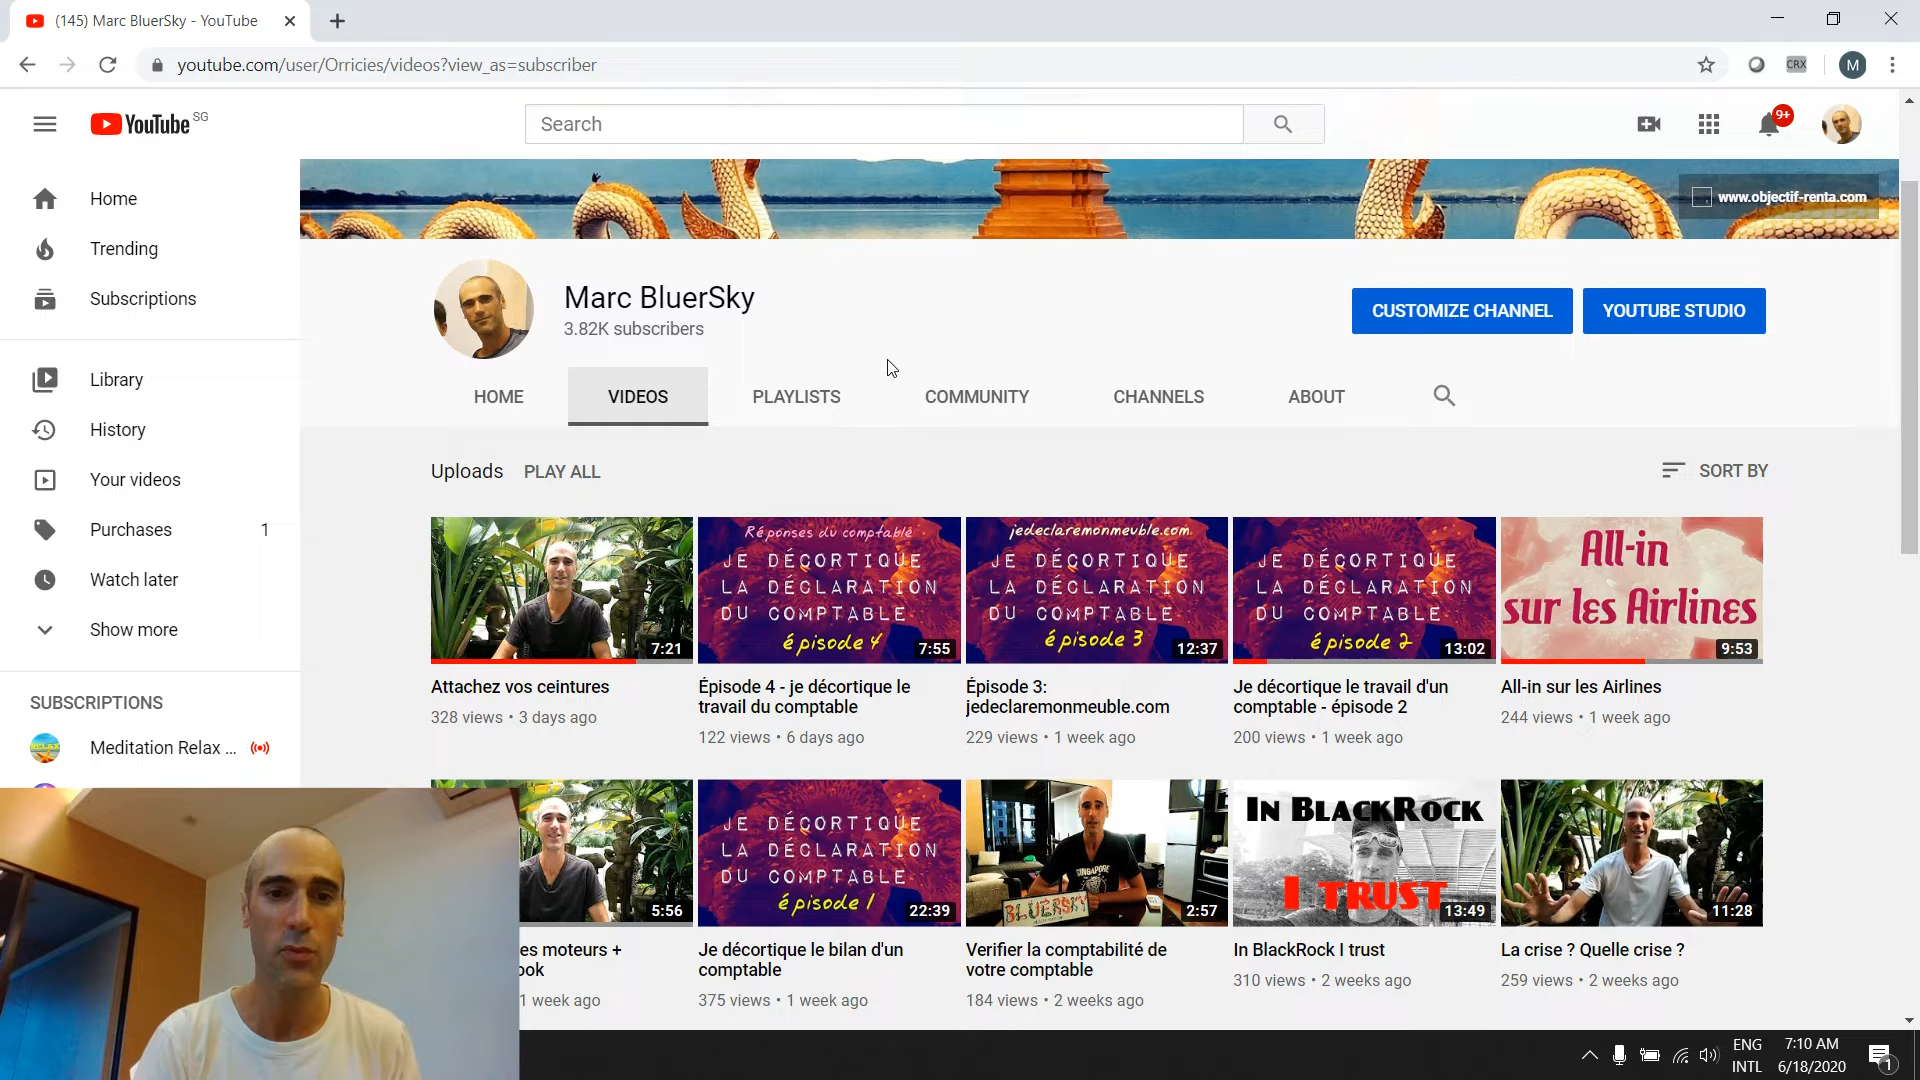 (145) Marc BluerSky - YouTube
youtube.com/user/Orricies/videos?view_as=subscriber
CRX
M
YouTube SG
Search
9+
Home
Trending
Subscriptions
Library
History
Your videos
Purchases 1
Watch later
Show more
SUBSCRIPTIONS
RELAX
Meditation Relax ...
www.objectif-renta.com
Marc BluerSky
3.82K subscribers
CUSTOMIZE CHANNEL
YOUTUBE STUDIO
HOME
VIDEOS
PLAYLISTS
COMMUNITY
CHANNELS
ABOUT
Uploads PLAY ALL
SORT BY
7:21
Attachez vos ceintures
328 views • 3 days ago
Réponses du comptable
JE DÉCORTIQUE
LA DÉCLARATION
DU COMPTABLE
épisode 4
7:55
Épisode 4 - je décortique le
travail du comptable
122 views • 6 days ago
jedeclaremonmeuble.com
JE DÉCORTIQUE
LA DÉCLARATION
DU COMPTABLE
épisode 3
12:37
Épisode 3:
jedeclaremonmeuble.com
229 views • 1 week ago
JE DÉCORTIQUE
LA DÉCLARATION
DU COMPTABLE
épisode 2
13:02
Je décortique le travail d'un
comptable - épisode 2
200 views • 1 week ago
All-in
sur les Airlines
9:53
All-in sur les Airlines
244 views • 1 week ago
5:56
es moteurs +
ook
1 week ago
JE DÉCORTIQUE
LA DÉCLARATION
DU COMPTABLE
épisode 1
22:39
Je décortique le bilan d'un
comptable
375 views • 1 week ago
SINGAPORE
BLUERSKY
2:57
Verifier la comptabilité de
votre comptable
184 views • 2 weeks ago
In BlackRock
I TRUST
13:49
In BlackRock I trust
310 views • 2 weeks ago
11:28
La crise ? Quelle crise ?
259 views • 2 weeks ago
ENG
INTL
7:10 AM
6/18/2020
1